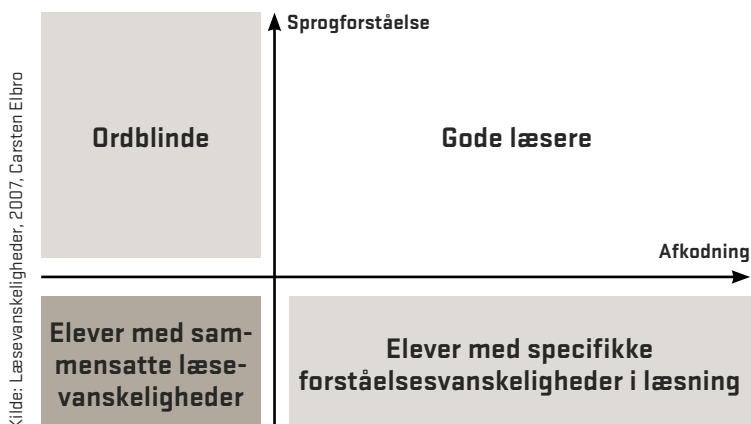 Sprogforståelse
Ordblinde
Gode læsere
Afkodning
Elever med sam-
mensatte læse-
vanskeligheder
Elever med specifikke
forståelsesvanskeligheder i læsning
Kilde: Læsevanskeligheder, 2007, Carsten Elbro